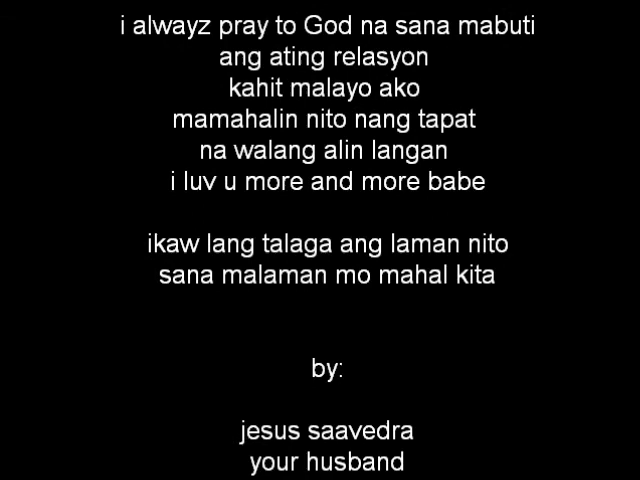 i alwayz pray to God na sana mabuti
ang ating relasyon
kahit malayo ako
mamahalin nito nang tapat
na walang alin langan
i luv u more and more babe
ikaw lang talaga ang laman nito
sana malaman mo mahal kita
by:
jesus saavedra
your husband